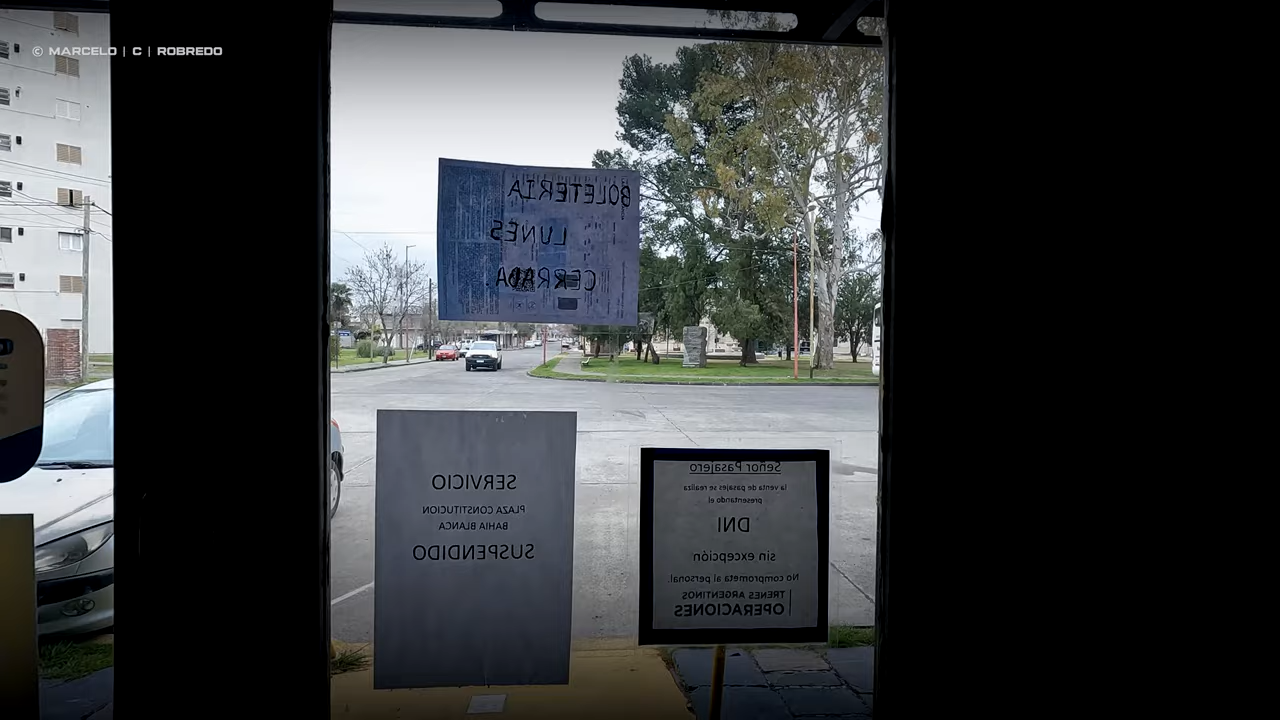 © MARCELO | C | ROBREDO
BOLETERIA
LUNES
CERRADA.
SERVICIO
PLAZA CONSTITUCION
BAHIA BLANCA
SUSPENDIDO
Señor Pasajero
la venta de pasajes se realiza
presentando el
DNI
sin excepción
No comprometa al personal
TRENES ARGENTINOS
OPERACIONES